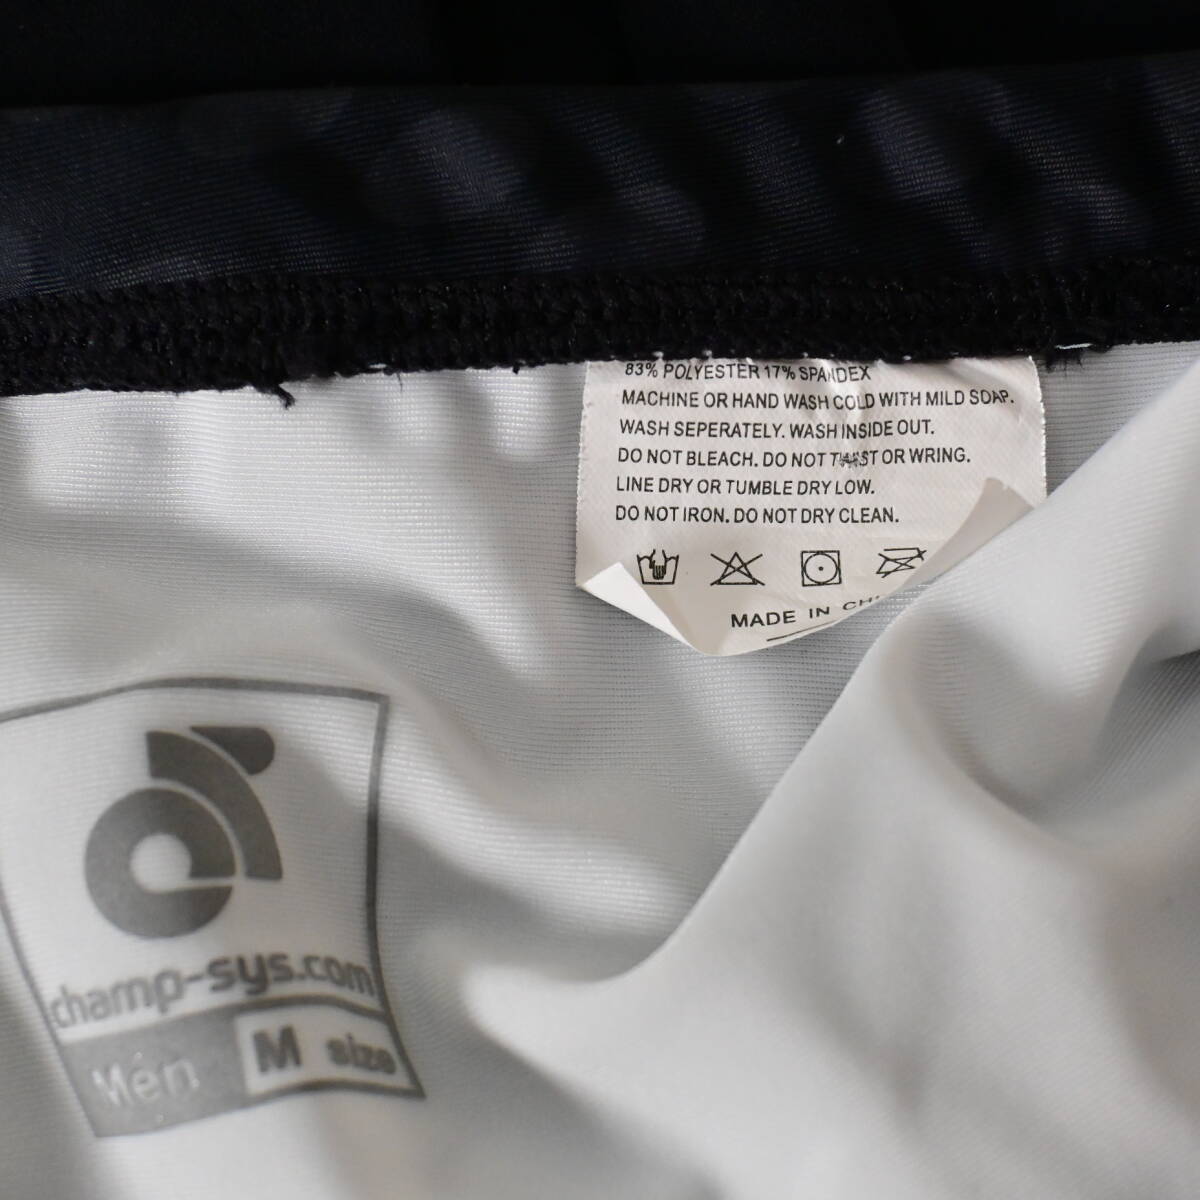 83% POLYESTER 17% SPANDEX
MACHINE OR HAND WASH COLD WITH MILD SOAP.
WASH SEPERATELY. WASH INSIDE OUT.
DO NOT BLEACH. DO NOT TWIST OR WRING.
LINE DRY OR TUMBLE DRY LOW.
DO NOT IRON. DO NOT DRY CLEAN.
MADE IN
champ-sys.com
Men M size